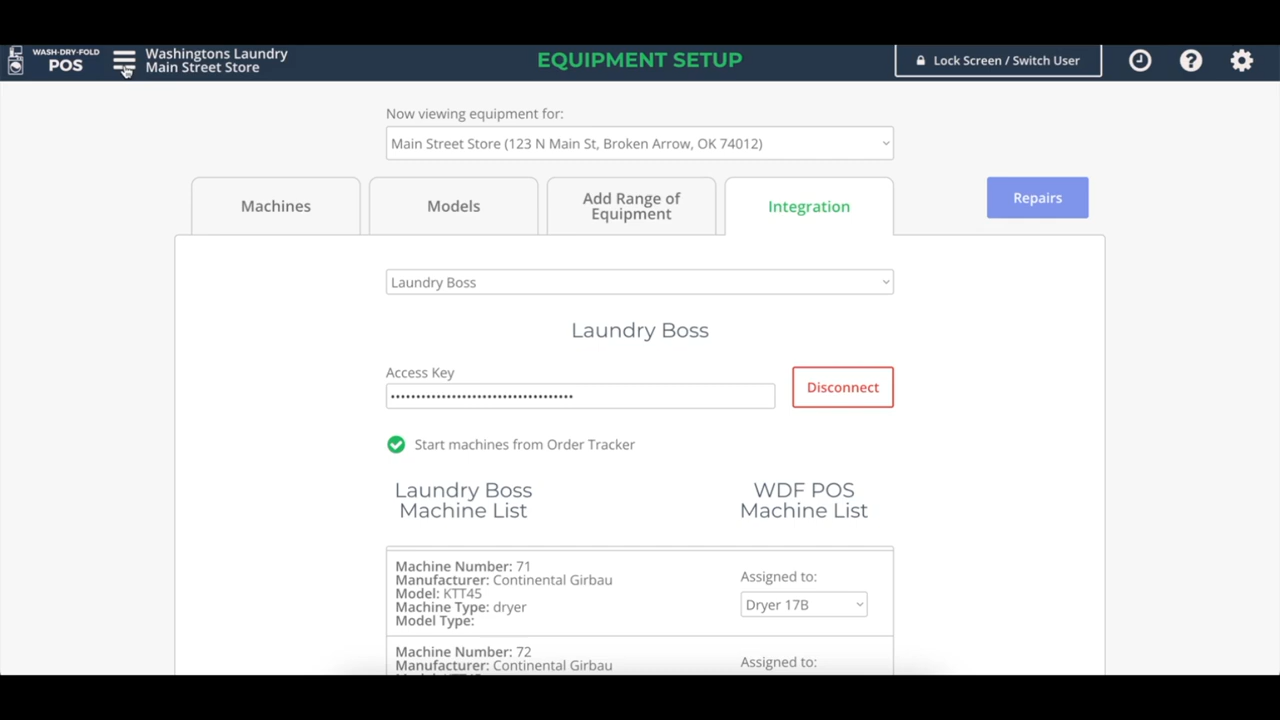 WASH-DRY-FOLD
POS
Washingtons Laundry
Main Street Store
EQUIPMENT SETUP
Lock Screen / Switch User
Now viewing equipment for:
Main Street Store (123 N Main St, Broken Arrow, OK 74012)
Machines
Models
Add Range of
Equipment
Integration
Repairs
Laundry Boss
Laundry Boss
Access Key
••••••••••••••••••••••••••••••••••••
Disconnect
Start machines from Order Tracker
Laundry Boss
Machine List
WDF POS
Machine List
Machine Number: 71
Manufacturer: Continental Girbau
Model: KTT45
Machine Type: dryer
Model Type:
Assigned to:
Dryer 17B
Machine Number: 72
Manufacturer: Continental Girbau
Assigned to: